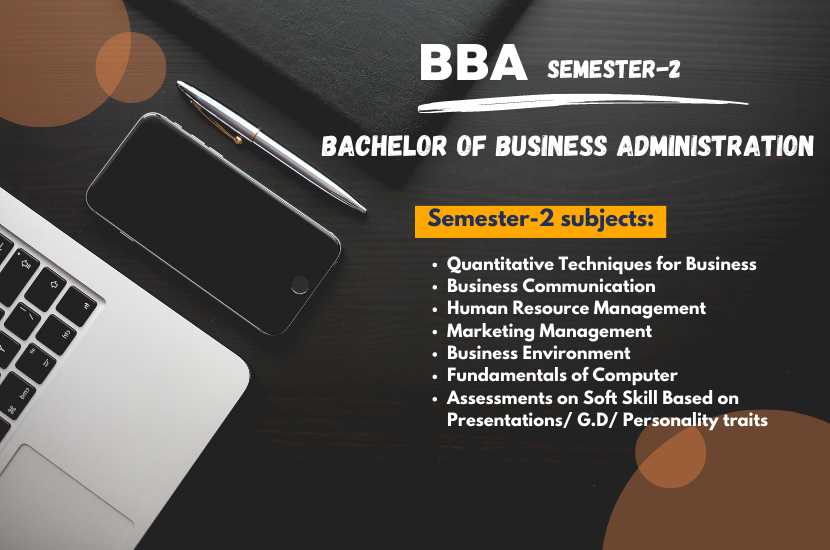 BBA SEMESTER-2
BACHELOR OF BUSINESS ADMINISTRATION
Semester-2 subjects:
• Quantitative Techniques for Business
• Business Communication
• Human Resource Management
• Marketing Management
• Business Environment
• Fundamentals of Computer
• Assessments on Soft Skill Based on
Presentations/ G.D/ Personality traits